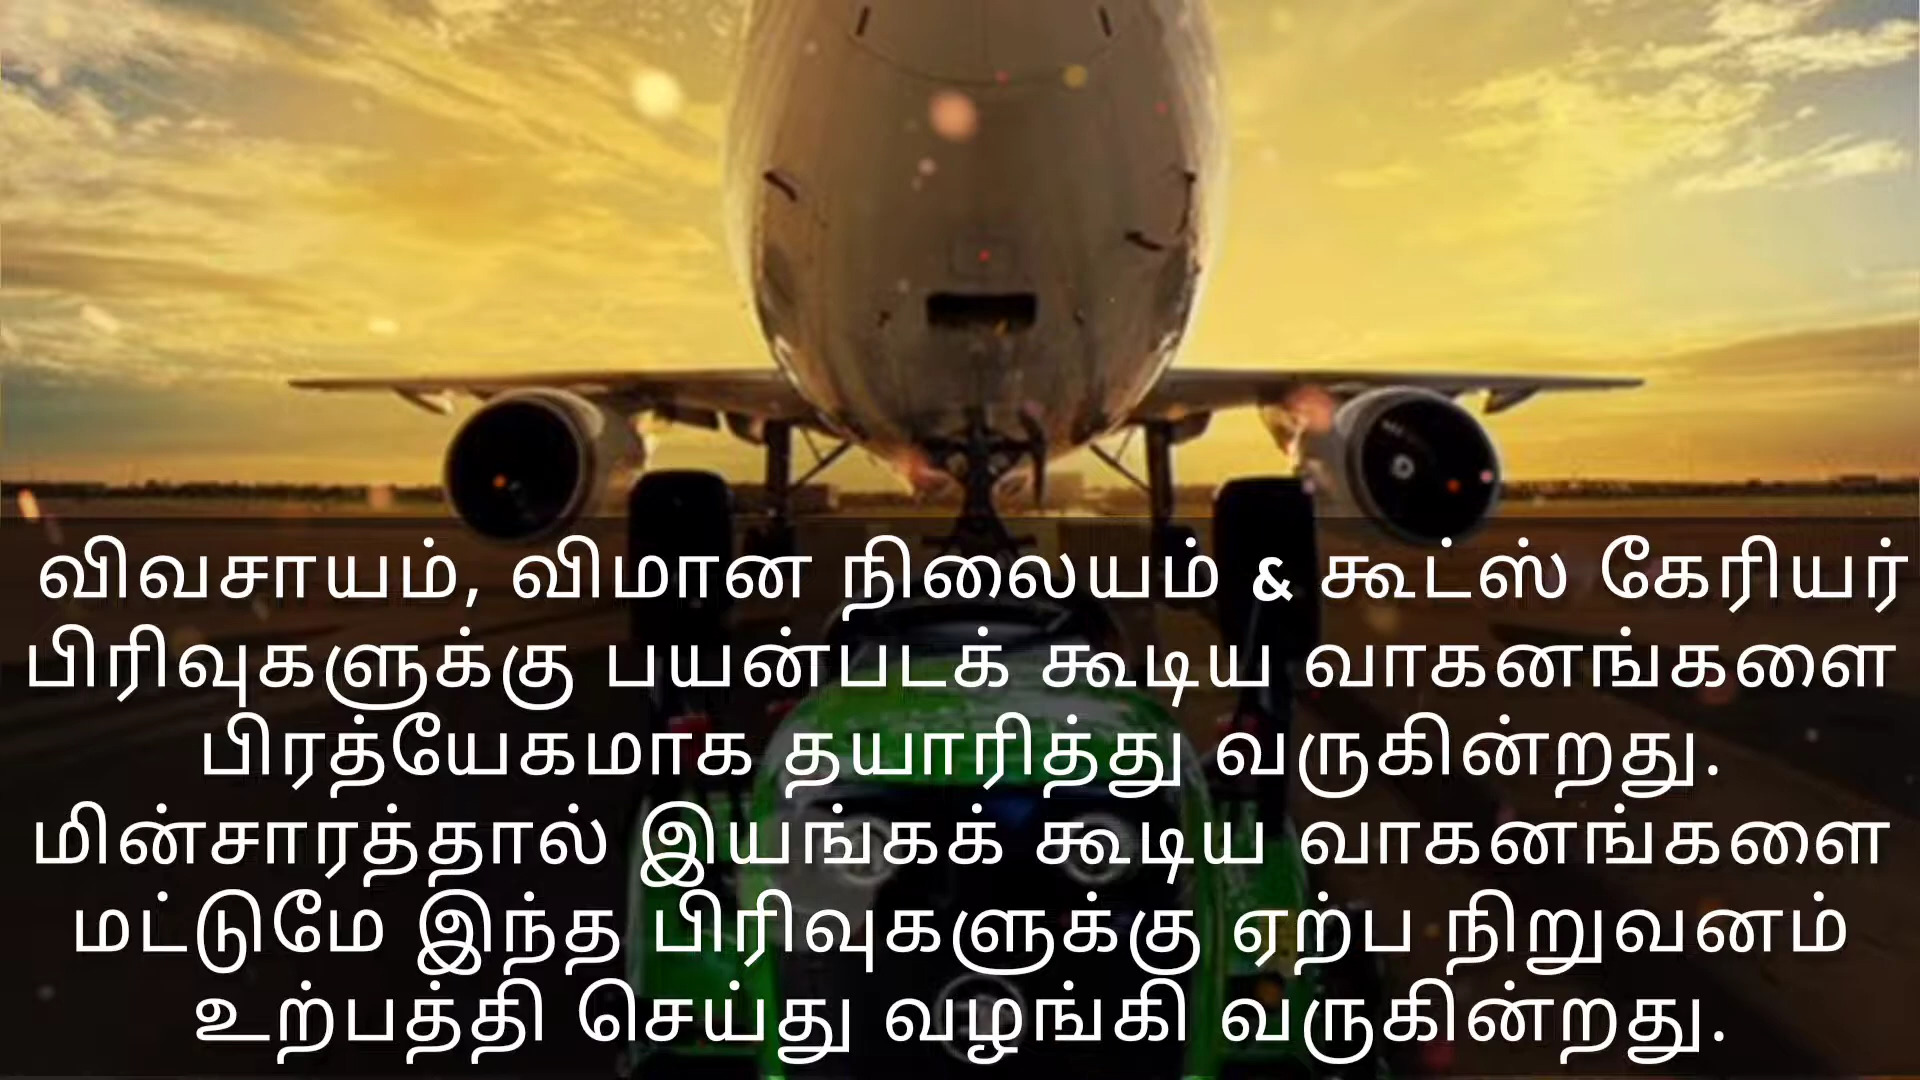 விவசாயம், விமான நிலையம் & கூட்ஸ் கேரியர்
பிரிவுகளுக்கு பயன்படக் கூடிய வாகனங்களை
பிரத்யேகமாக தயாரித்து வருகின்றது.
மின்சாரத்தால் இயங்கக் கூடிய வாகனங்களை
மட்டுமே இந்த பிரிவுகளுக்கு ஏற்ப நிறுவனம்
உற்பத்தி செய்து வழங்கி வருகின்றது.